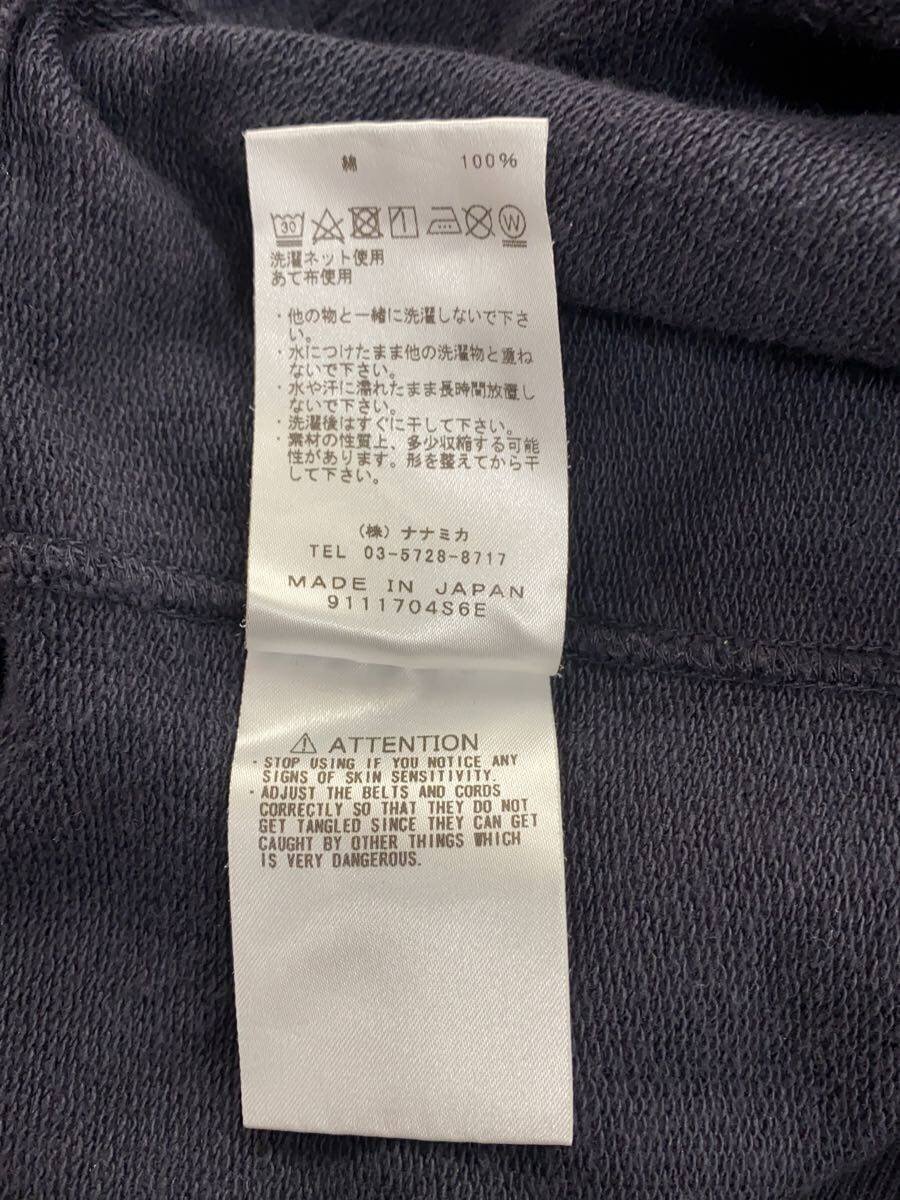 綿 100%
30 W
洗濯ネット使用
あて布使用
・他の物と一緒に洗濯しないで下さ
い。
・水につけたまま他の洗濯物と重ね
ないで下さい。
・水や汗に濡れたまま長時間放置し
ないで下さい。
・洗濯後はすぐに干して下さい。
・素材の性質上、多少収縮する可能
性があります。形を整えてから干
して下さい。
(株) ナナミカ
TEL 03-5728-8717
MADE IN JAPAN
9111704S6E
⚠ ATTENTION
・STOP USING IF YOU NOTICE ANY
SIGNS OF SKIN SENSITIVITY.
・ADJUST THE BELTS AND CORDS
CORRECTLY SO THAT THEY DO NOT
GET TANGLED SINCE THEY CAN GET
CAUGHT BY OTHER THINGS WHICH
IS VERY DANGEROUS.